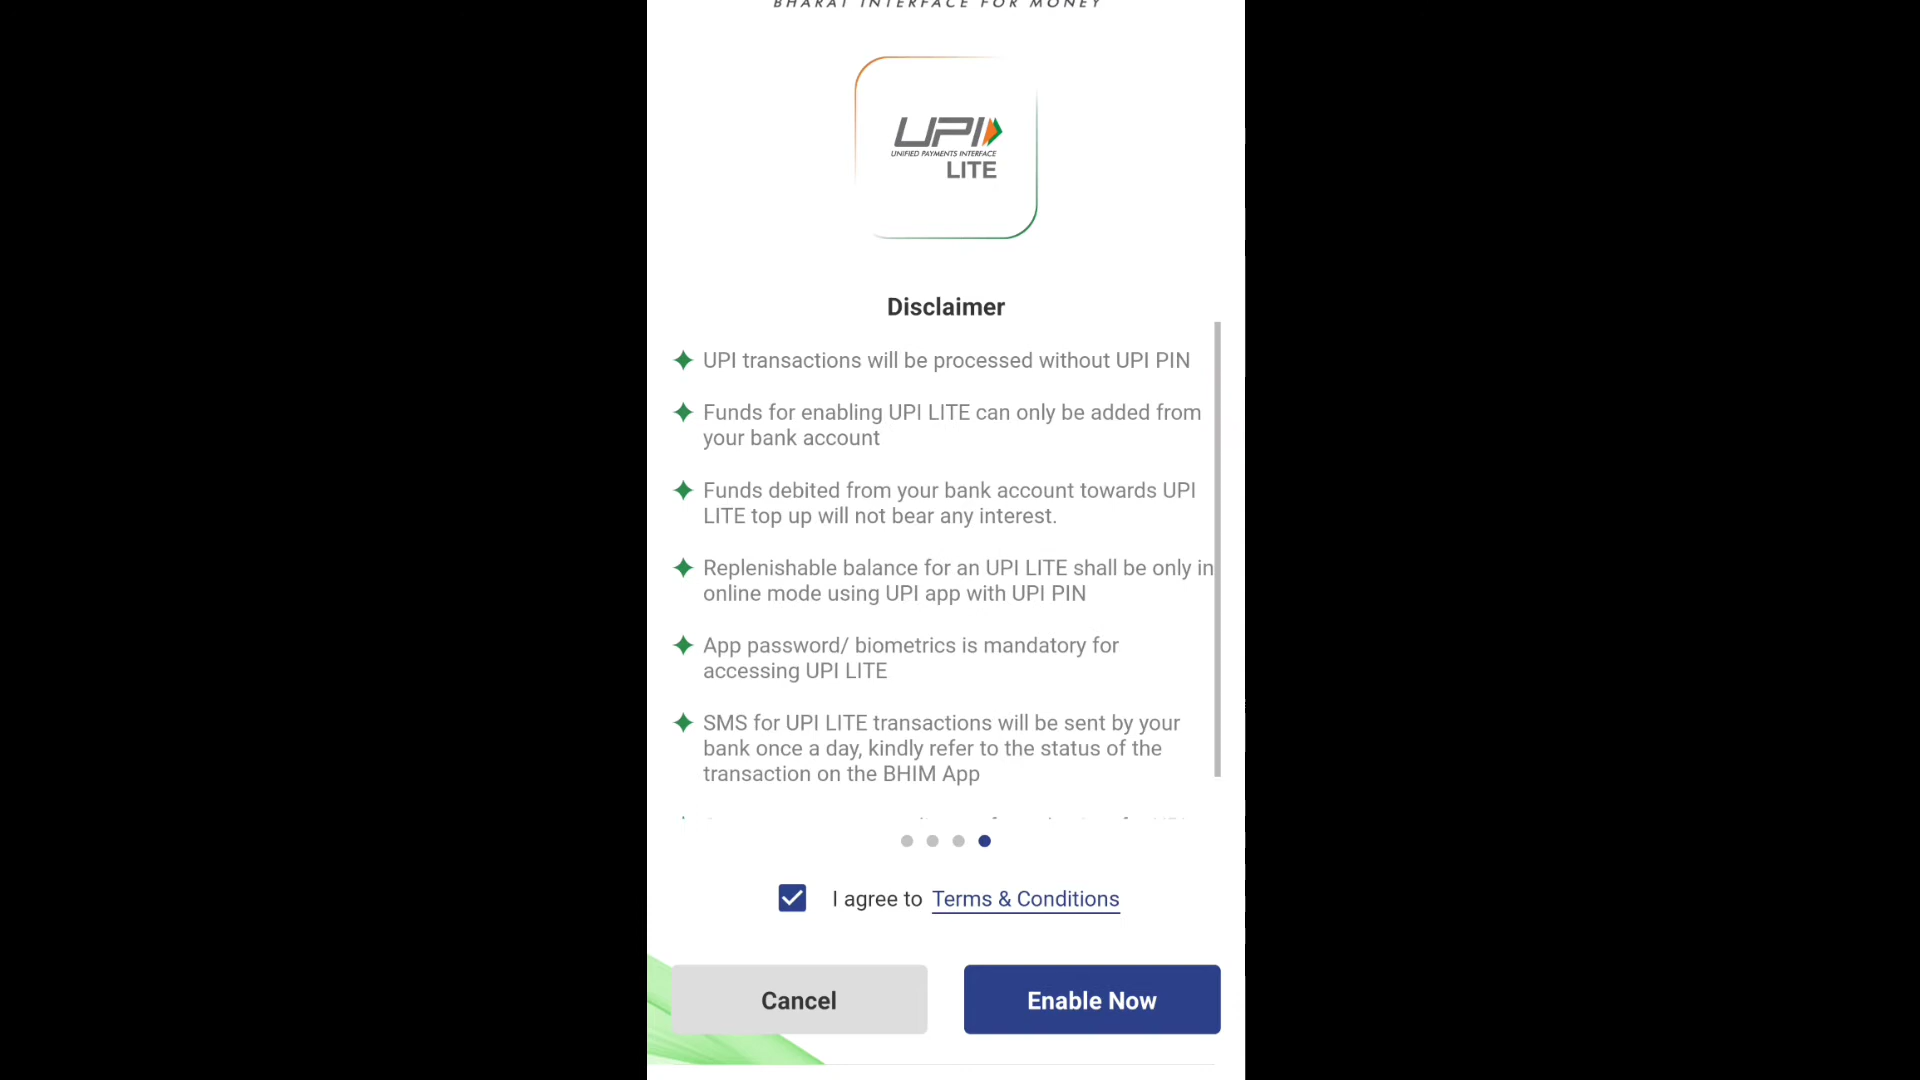 BHARAT INTERFACE FOR MONEY
UPI
UNIFIED PAYMENTS INTERFACE
LITE
Disclaimer
UPI transactions will be processed without UPI PIN
Funds for enabling UPI LITE can only be added from
your bank account
Funds debited from your bank account towards UPI
LITE top up will not bear any interest.
Replenishable balance for an UPI LITE shall be only in
online mode using UPI app with UPI PIN
App password/ biometrics is mandatory for
accessing UPI LITE
SMS for UPI LITE transactions will be sent by your
bank once a day, kindly refer to the status of the
transaction on the BHIM App
I agree to Terms & Conditions
Cancel
Enable Now